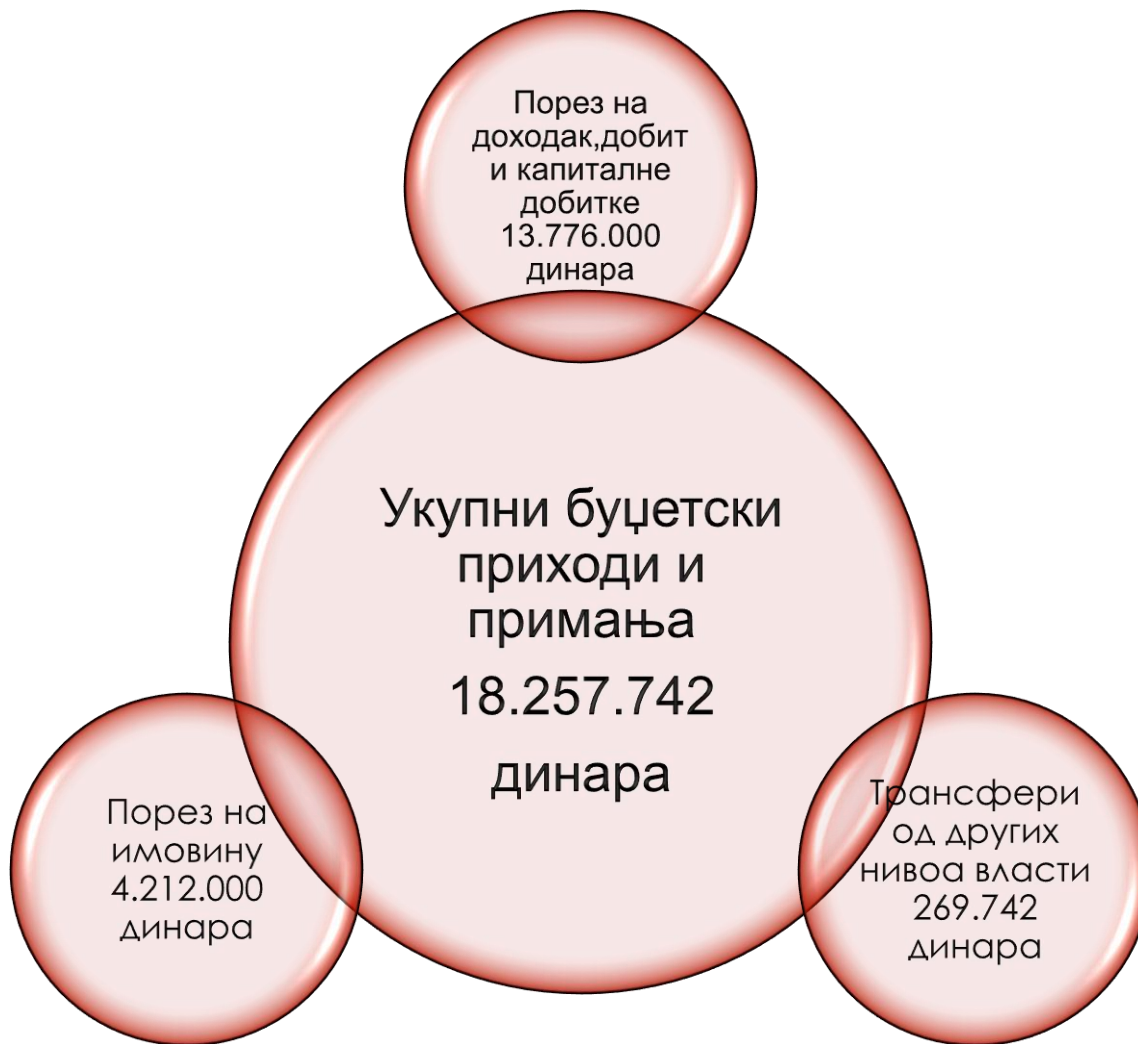 Порез на
доходак,добит
и капиталне
добитке
13.776.000
динара
Укупни буџетски
приходи и
примања
18.257.742
динара
Порез на
имовину
4.212.000
динара
Трансфери
од других
нивоа власти
269.742
динара